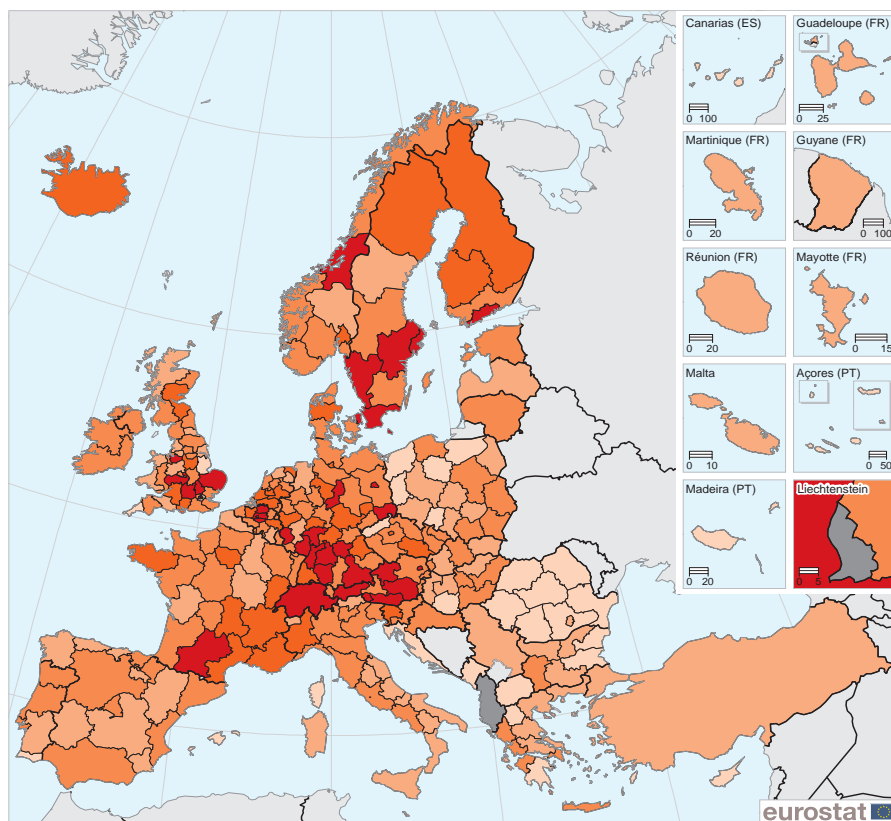 Canarias (ES)
0 100
Guadeloupe (FR)
0 25
Martinique (FR)
0 20
Guyane (FR)
0 100
Réunion (FR)
0 20
Mayotte (FR)
0 15
Malta
0 10
Açores (PT)
0 50
Madeira (PT)
0 20
Liechtenstein
0 5
eurostat